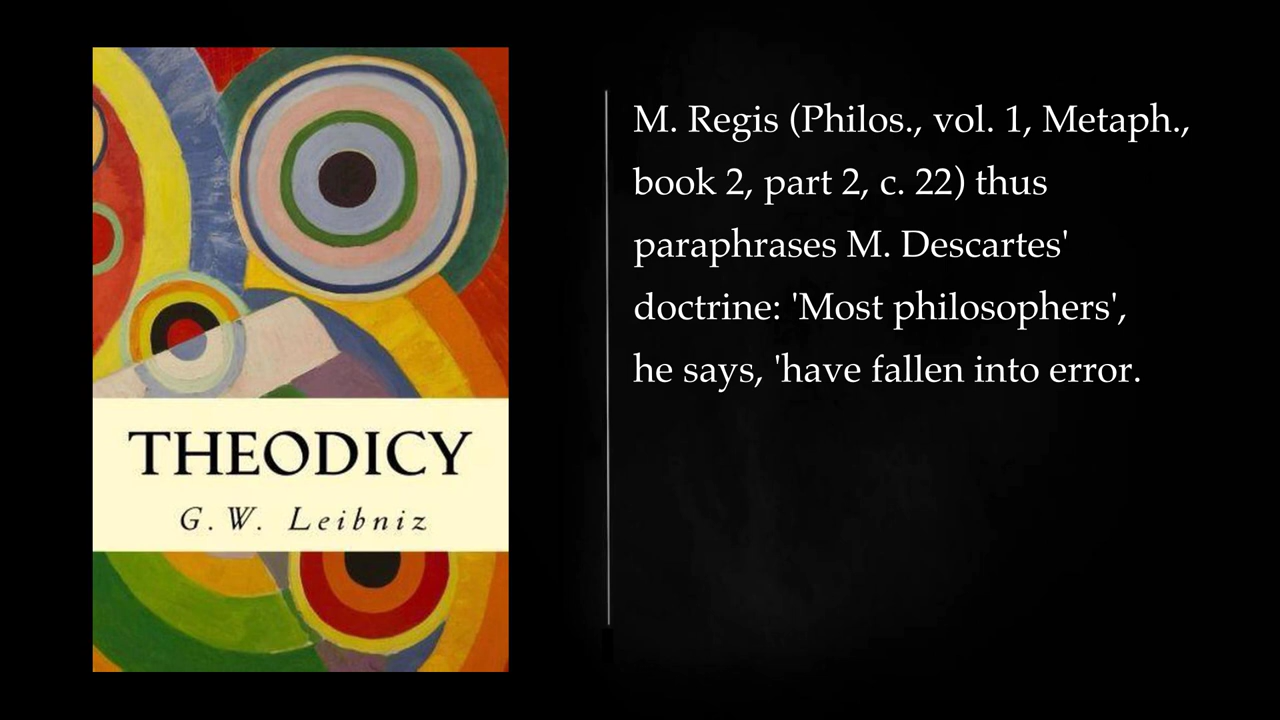 THEODICY
G. W. Leibniz
M. Regis (Philos., vol. 1, Metaph.,
book 2, part 2, c. 22) thus
paraphrases M. Descartes'
doctrine: 'Most philosophers',
he says, 'have fallen into error.